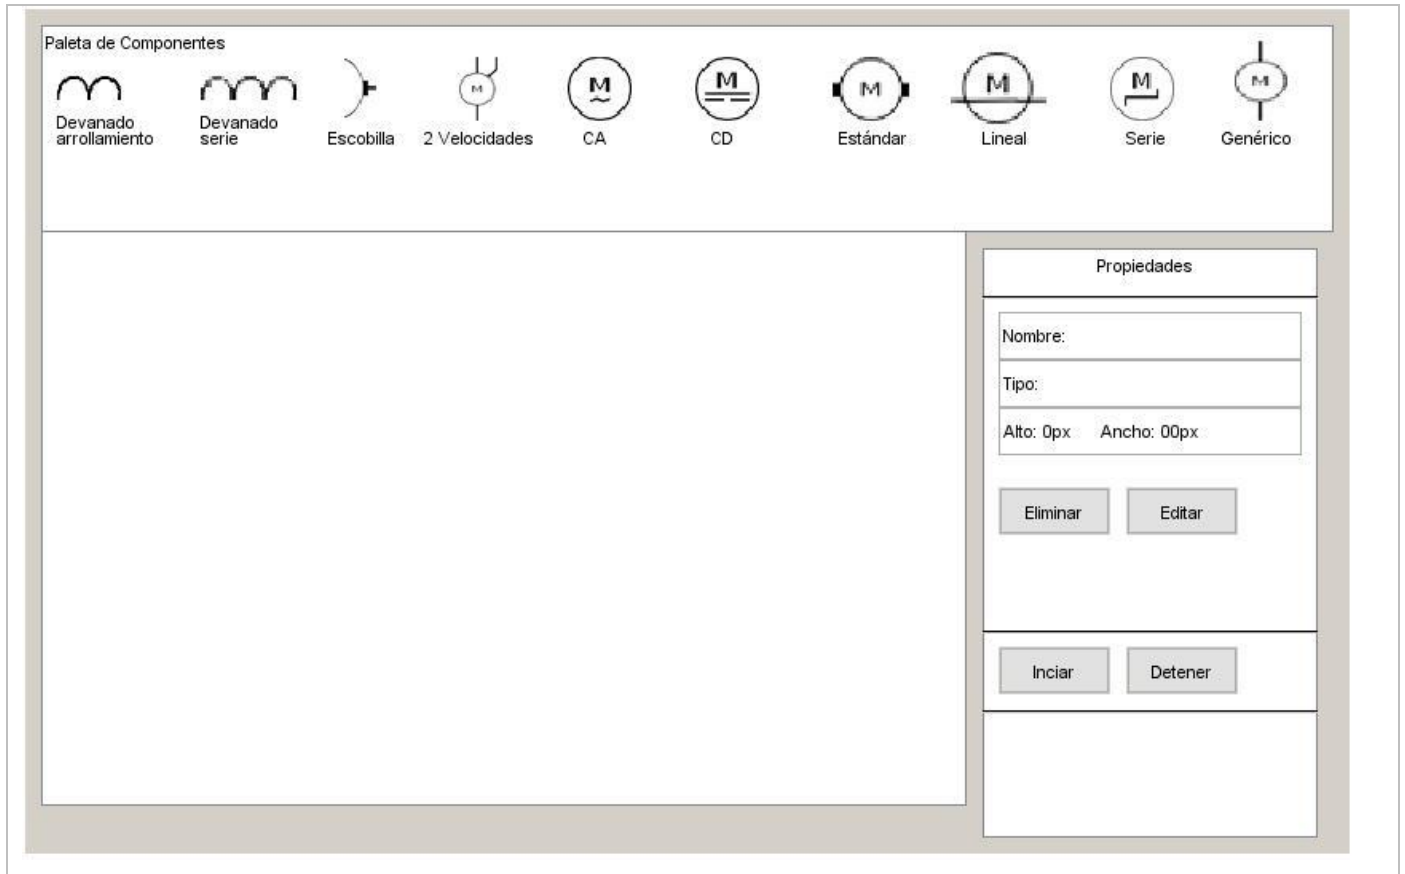 Paleta de Componentes
M M M M M M M M
Devanado arrollamiento
Devanado serie
Escobilla
2 Velocidades
CA
CD
Estándar
Lineal
Serie
Genérico
Propiedades
Nombre:
Tipo:
Alto: 0px Ancho: 00px
Eliminar Editar
Inciar Detener